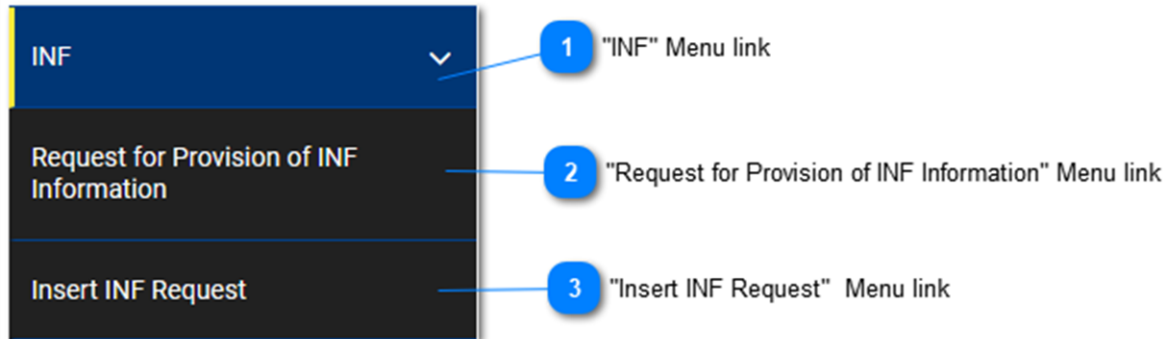 INF
1 "INF" Menu link
Request for Provision of INF
Information
2 "Request for Provision of INF Information" Menu link
Insert INF Request
3 "Insert INF Request"  Menu link